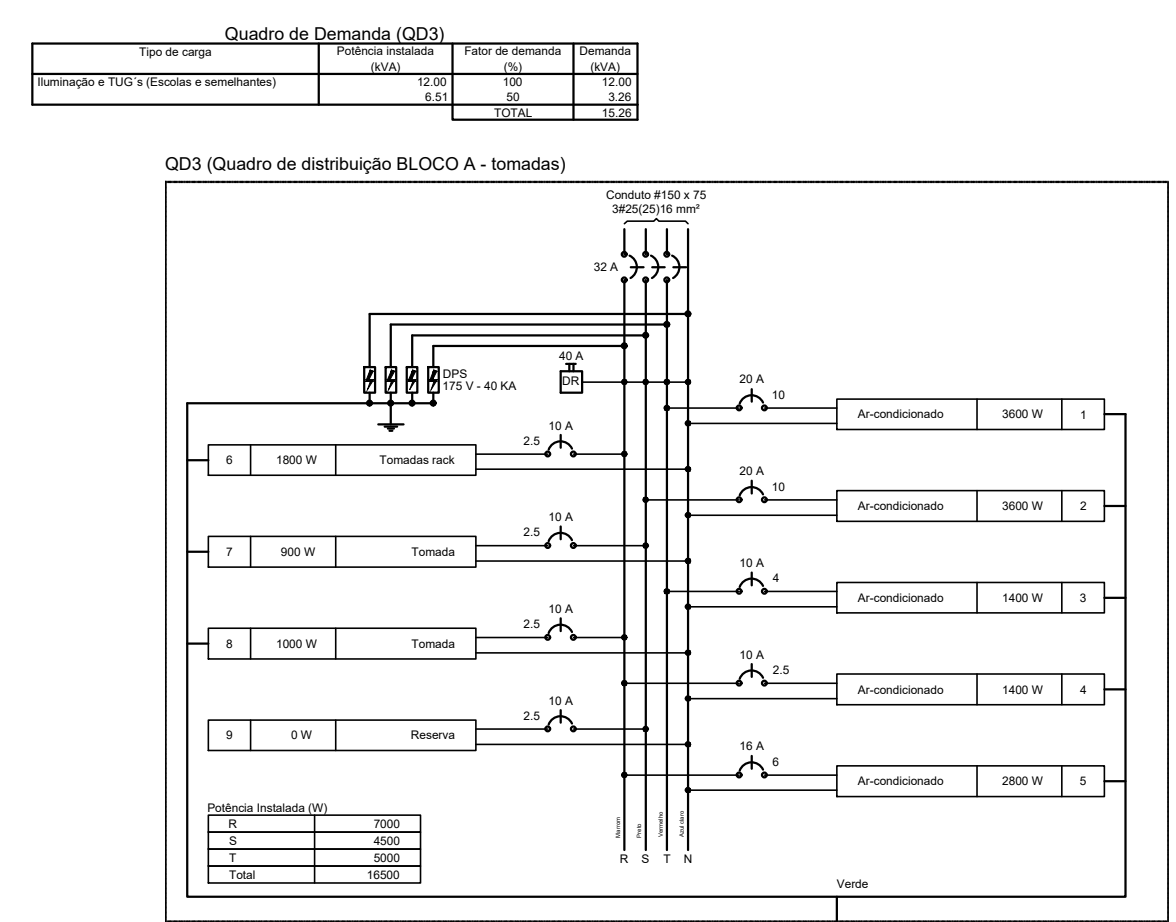 Quadro de Demanda (QD3)
Tipo de carga Potência instalada (kVA) Fator de demanda (%) Demanda (kVA)
Iluminação e TUG´s (Escolas e semelhantes) 12.00 100 12.00
6.51 50 3.26
TOTAL 15.26
QD3 (Quadro de distribuição BLOCO A - tomadas)
Conduto #150 x 75
3#25(25)16 mm²
32 A
DPS
175 V - 40 KA
40 A
DR
20 A
10
Ar-condicionado 3600 W 1
10 A
2.5
6 1800 W Tomadas rack
20 A
10
Ar-condicionado 3600 W 2
10 A
2.5
7 900 W Tomada
10 A
4
Ar-condicionado 1400 W 3
10 A
2.5
8 1000 W Tomada
10 A
2.5
Ar-condicionado 1400 W 4
10 A
2.5
9 0 W Reserva
16 A
6
Ar-condicionado 2800 W 5
Potência Instalada (W)
R 7000
S 4500
T 5000
Total 16500
Marrom
Preto
Vermelho
Azul claro
R S T N
Verde